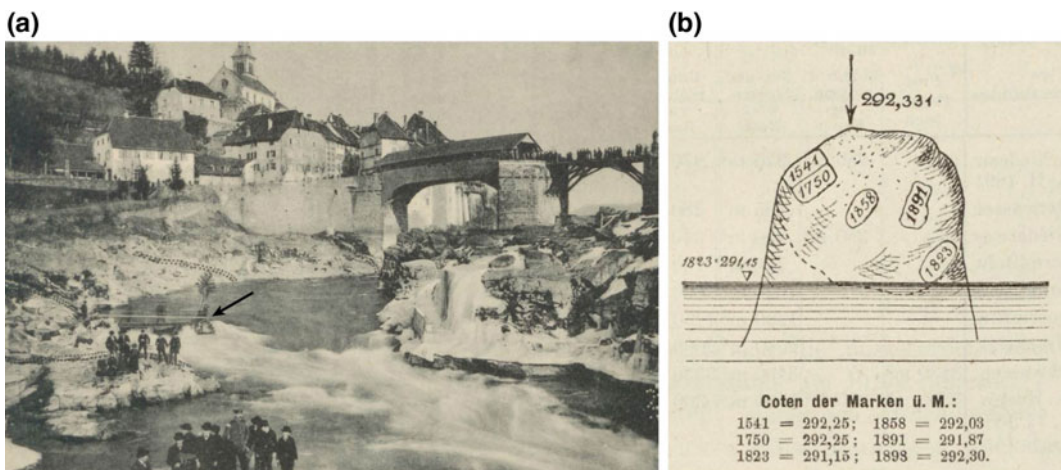 (a)
(b)
292,331
1541
1750
1858
1891
1823
1823·291,15
Coten der Marken ü. M.:
1541 = 292,25; 1858 = 292,03
1750 = 292,25; 1891 = 291,87
1823 = 291,15; 1898 = 292,30.